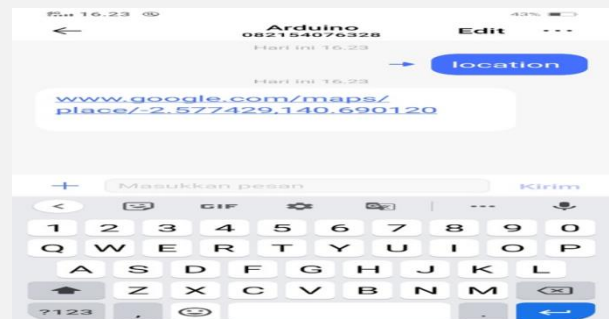 16.23
43%
Arduino
082154076328
Edit
Hari ini 16.23
location
Hari ini 16.23
www.google.com/maps/
place/-2.577429,140.690120
Masukkan pesan
Kirim
GIF
1 2 3 4 5 6 7 8 9 0
Q W E R T Y U I O P
A S D F G H J K L
Z X C V B N M
?123 , .